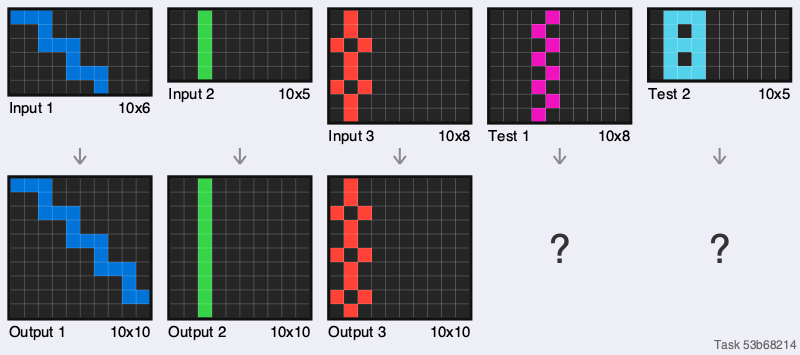 Input 1 10x6
Input 2 10x5
Input 3 10x8
Test 1 10x8
Test 2 10x5
? ?
Output 1 10x10
Output 2 10x10
Output 3 10x10
Task 53b68214